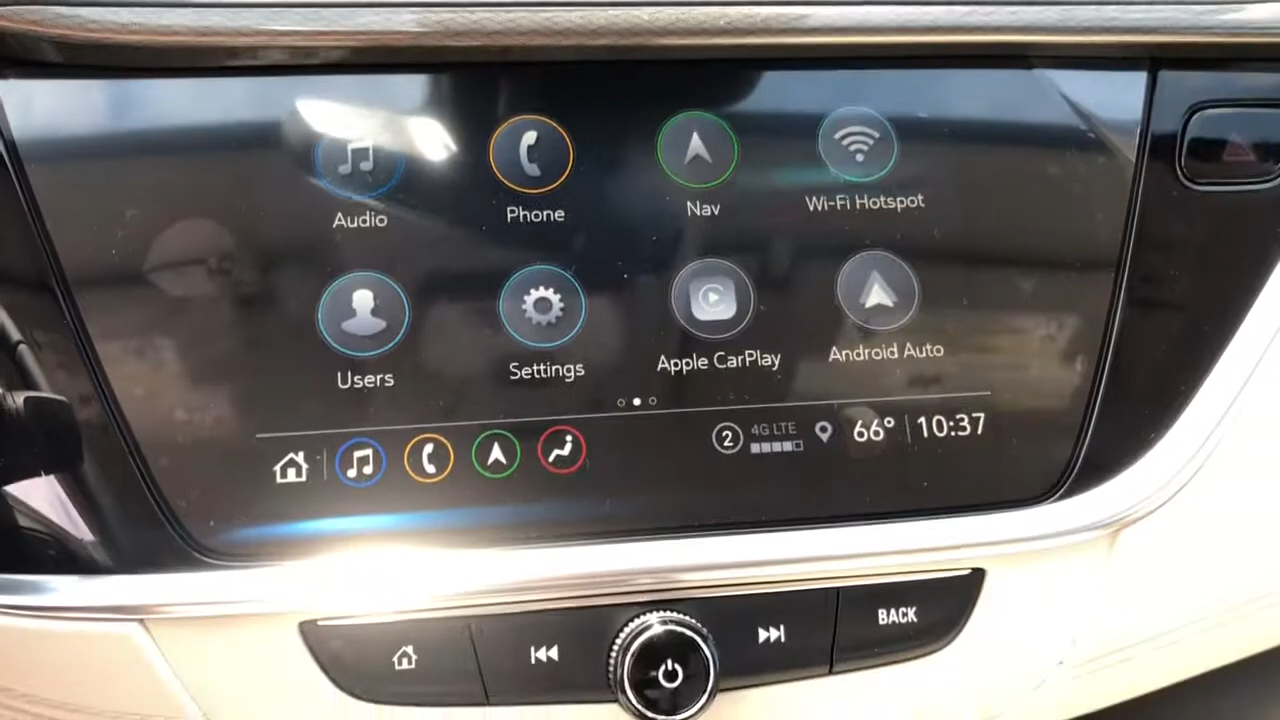 Audio Phone Nav Wi-Fi Hotspot
Users Settings Apple CarPlay Android Auto
2 4G LTE 66° 10:37
BACK